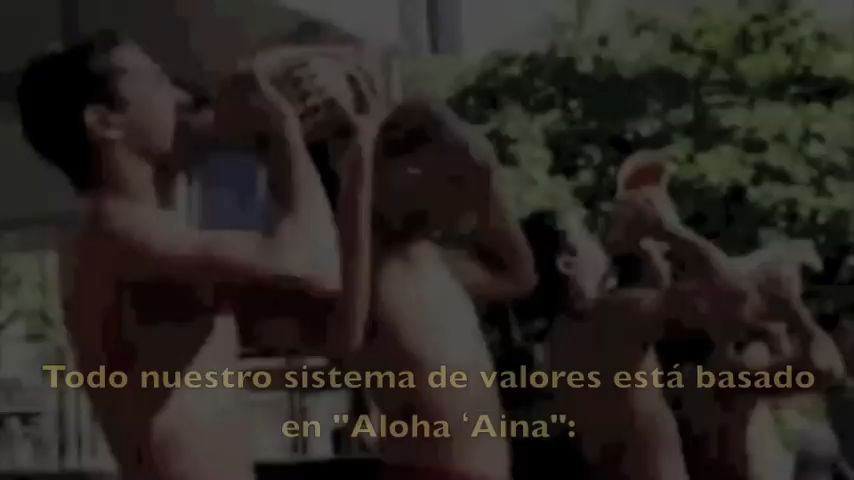 Todo nuestro sistema de valores está basado
en "Aloha ʻAina":